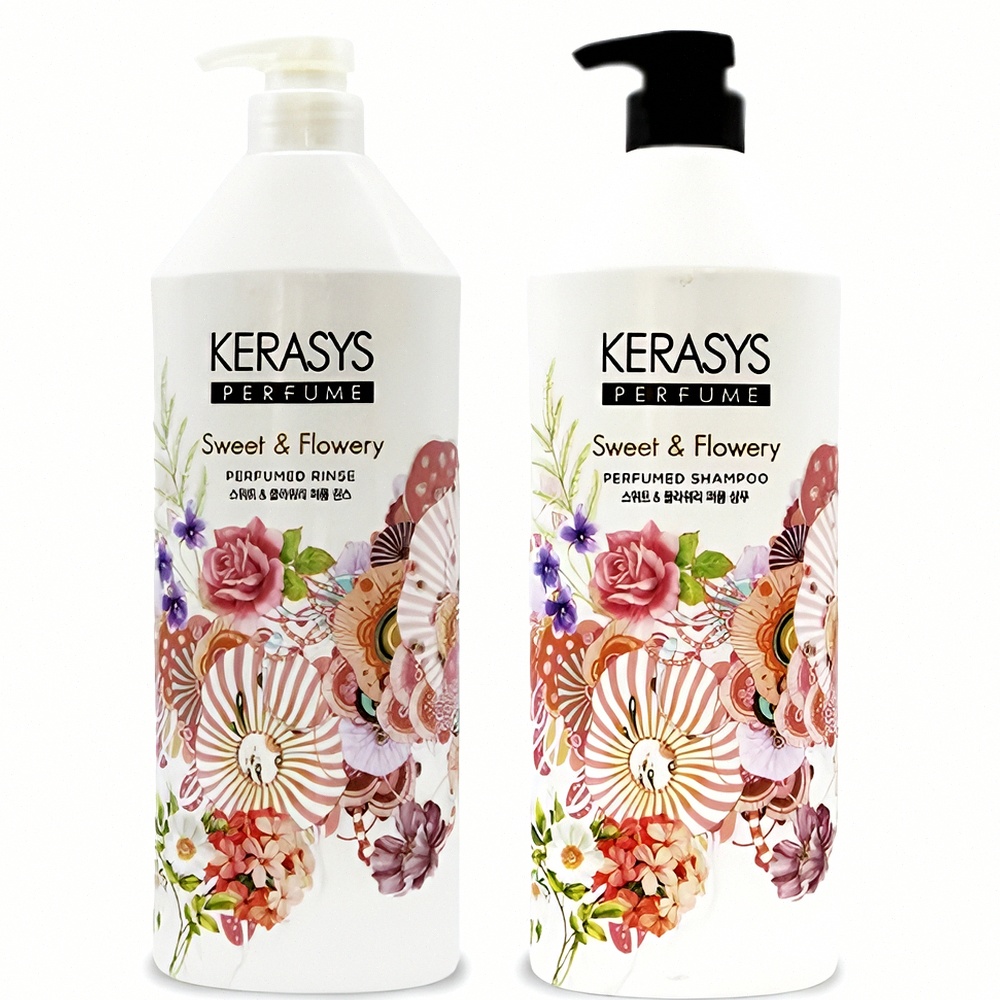 KERASYS
PERFUME
Sweet & Flowery
PERFUMED RINSE
KERASYS
PERFUME
Sweet & Flowery
PERFUMED SHAMPOO
스위트 & 플라워리 퍼퓸 샴푸